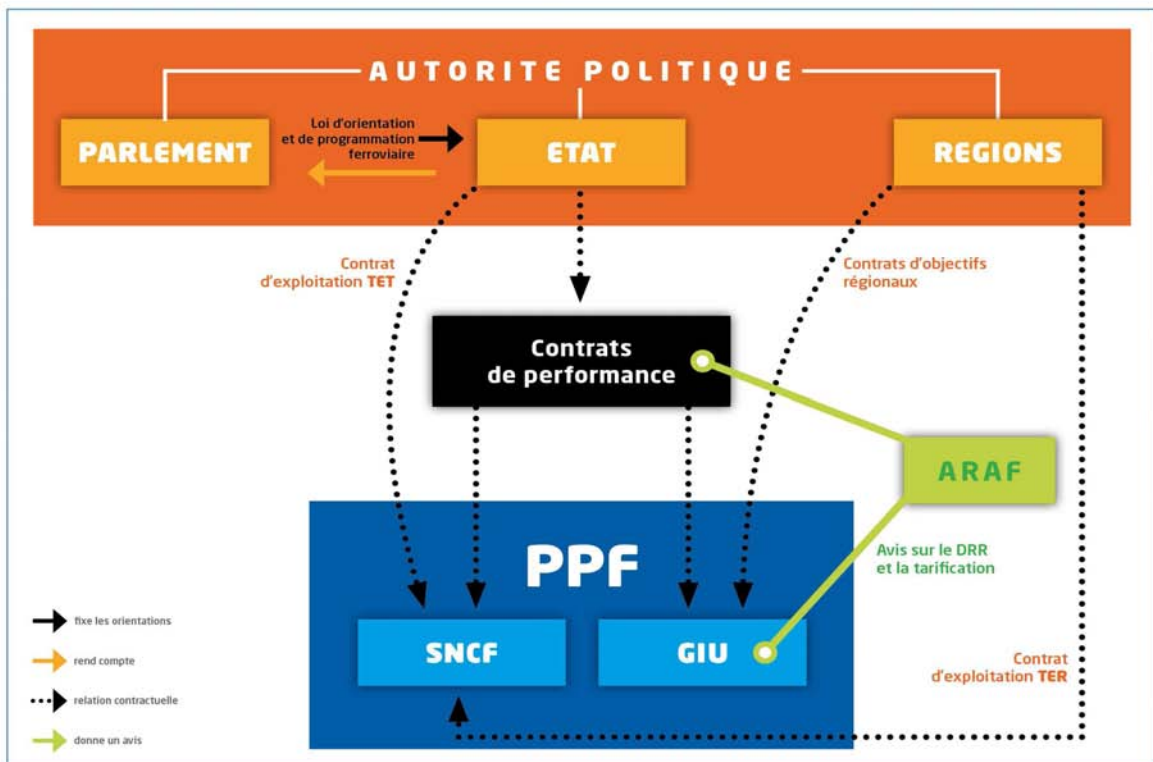 AUTORITE POLITIQUE
PARLEMENT
Loi d'orientation
et de programmation
ferroviaire
ETAT
REGIONS
Contrat
d'exploitation TET
Contrats d'objectifs
régionaux
Contrats
de performance
ARAF
PPF
Avis sur le DRR
et la tarification
SNCF
GIU
Contrat
d'exploitation TER
fixe les orientations
rend compte
relation contractuelle
donne un avis